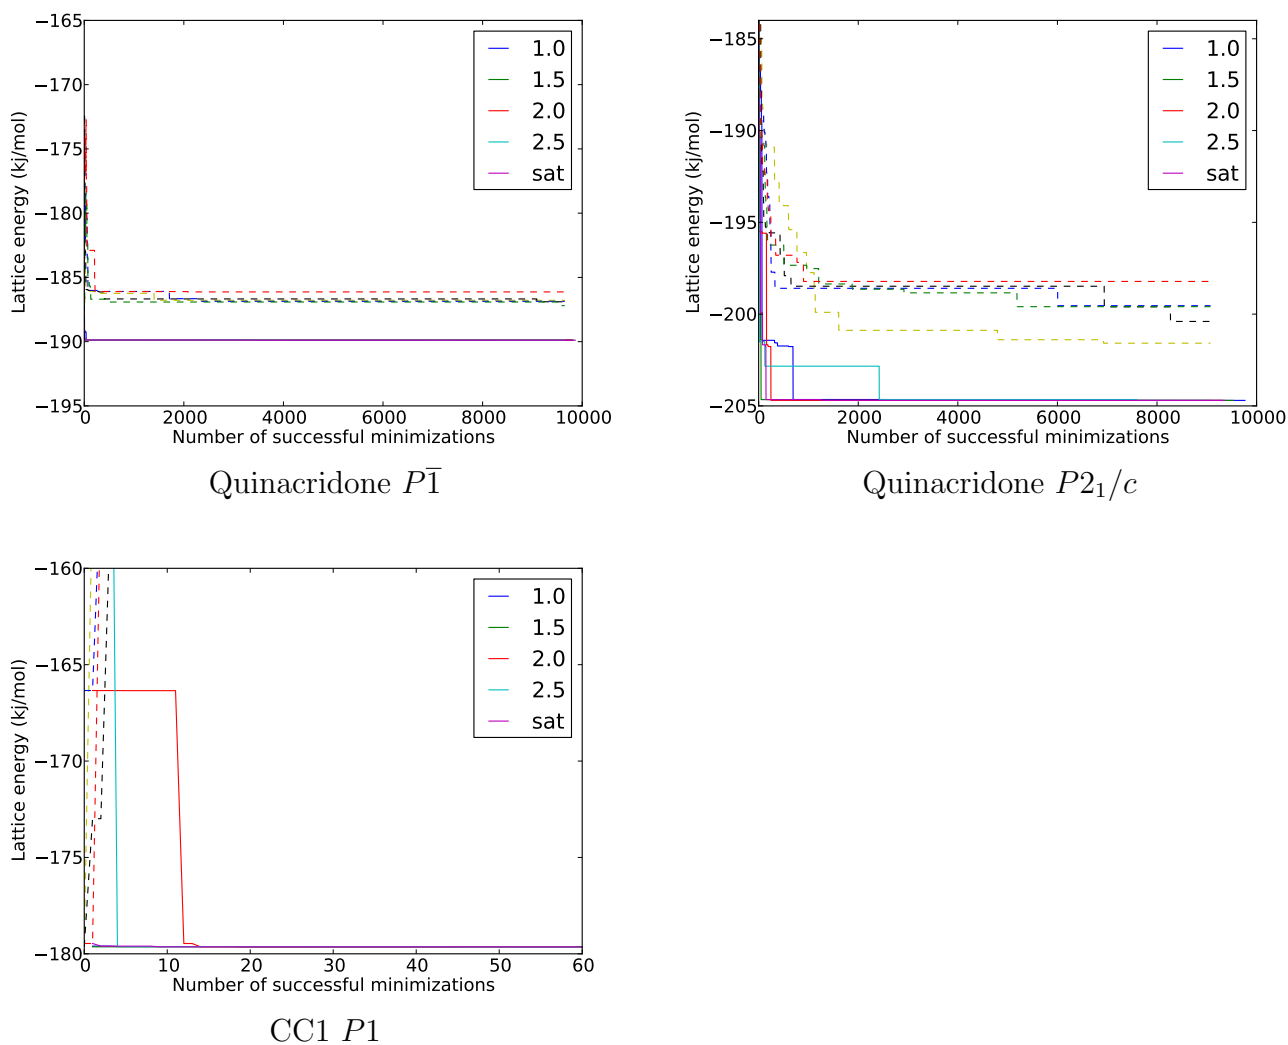 −165
−170
−175
−180
−185
−190
−195
Lattice energy (kj/mol)
1.0
1.5
2.0
2.5
sat
0 2000 4000 6000 8000 10000
Number of successful minimizations
Quinacridone P1̅
−185
−190
−195
−200
−205
Lattice energy (kj/mol)
1.0
1.5
2.0
2.5
sat
0 2000 4000 6000 8000 10000
Number of successful minimizations
Quinacridone P2₁/c
−160
−165
−170
−175
−180
Lattice energy (kj/mol)
1.0
1.5
2.0
2.5
sat
0 10 20 30 40 50 60
Number of successful minimizations
CC1 P1